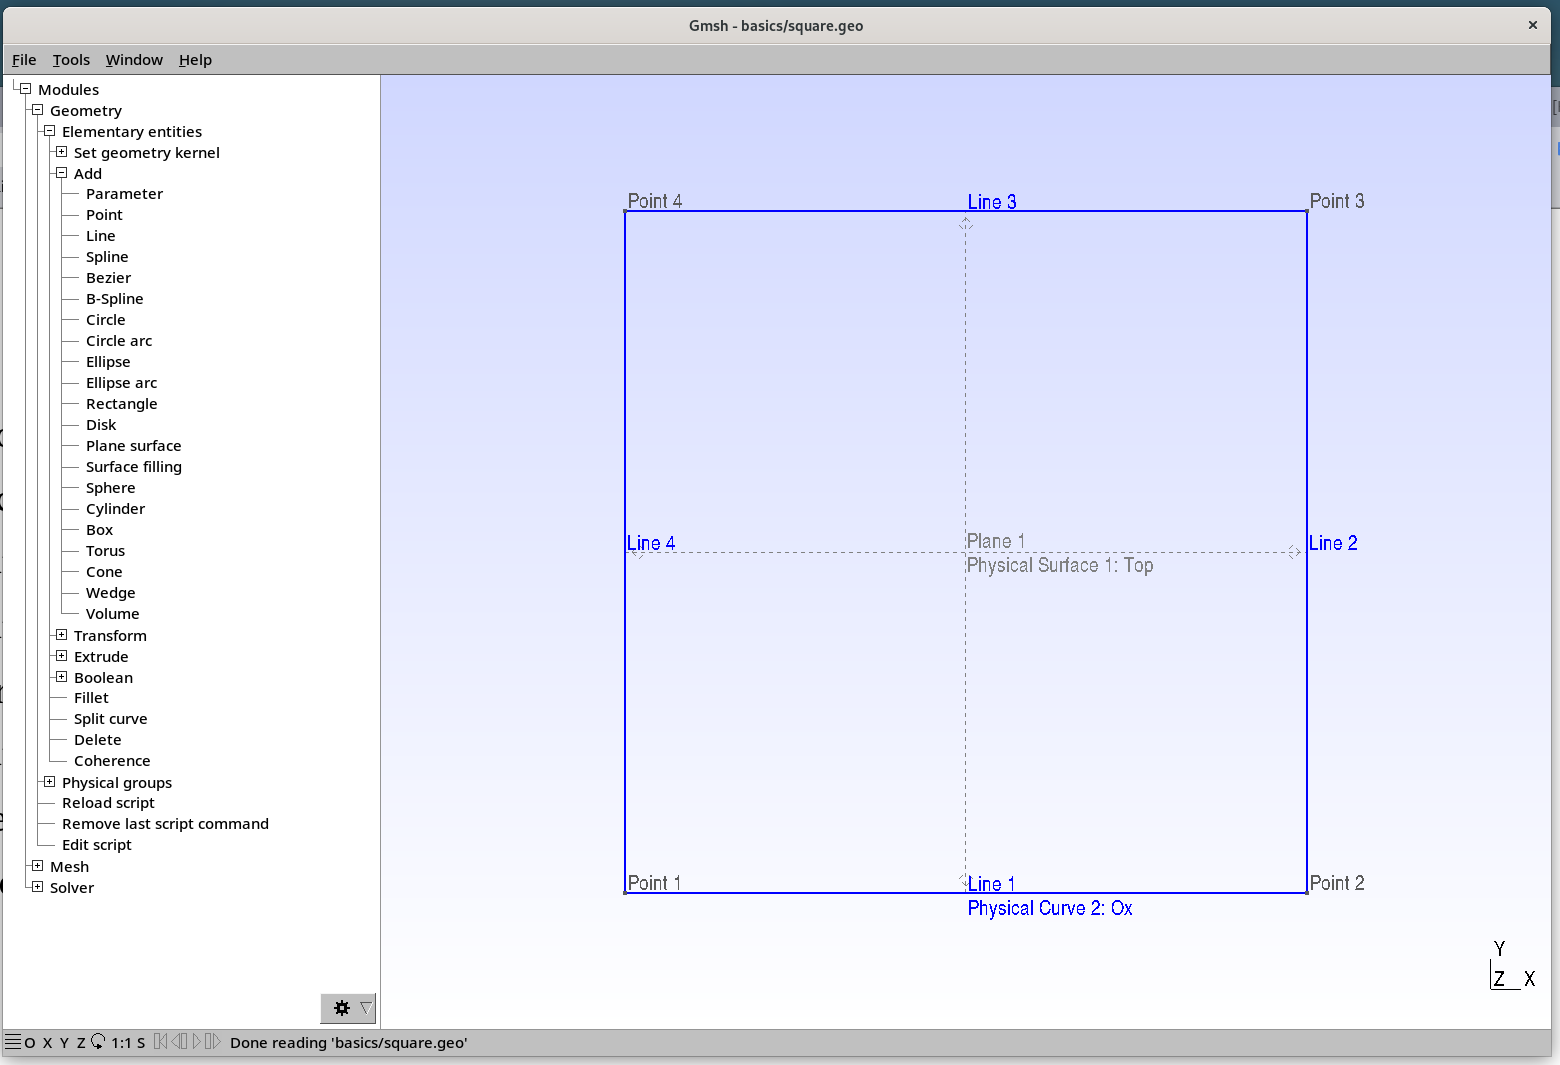 Gmsh - basics/square.geo
×
File Tools Window Help
Modules
Geometry
Elementary entities
Set geometry kernel
Add
Parameter
Point
Line
Spline
Bezier
B-Spline
Circle
Circle arc
Ellipse
Ellipse arc
Rectangle
Disk
Plane surface
Surface filling
Sphere
Cylinder
Box
Torus
Cone
Wedge
Volume
Transform
Extrude
Boolean
Fillet
Split curve
Delete
Coherence
Physical groups
Reload script
Remove last script command
Edit script
Mesh
Solver
Point 4
Line 3
Point 3
Line 4
Plane 1
Line 2
Physical Surface 1: Top
Point 1
Line 1
Point 2
Physical Curve 2: Ox
Y
Z X
O X Y Z 1:1 S Done reading 'basics/square.geo'